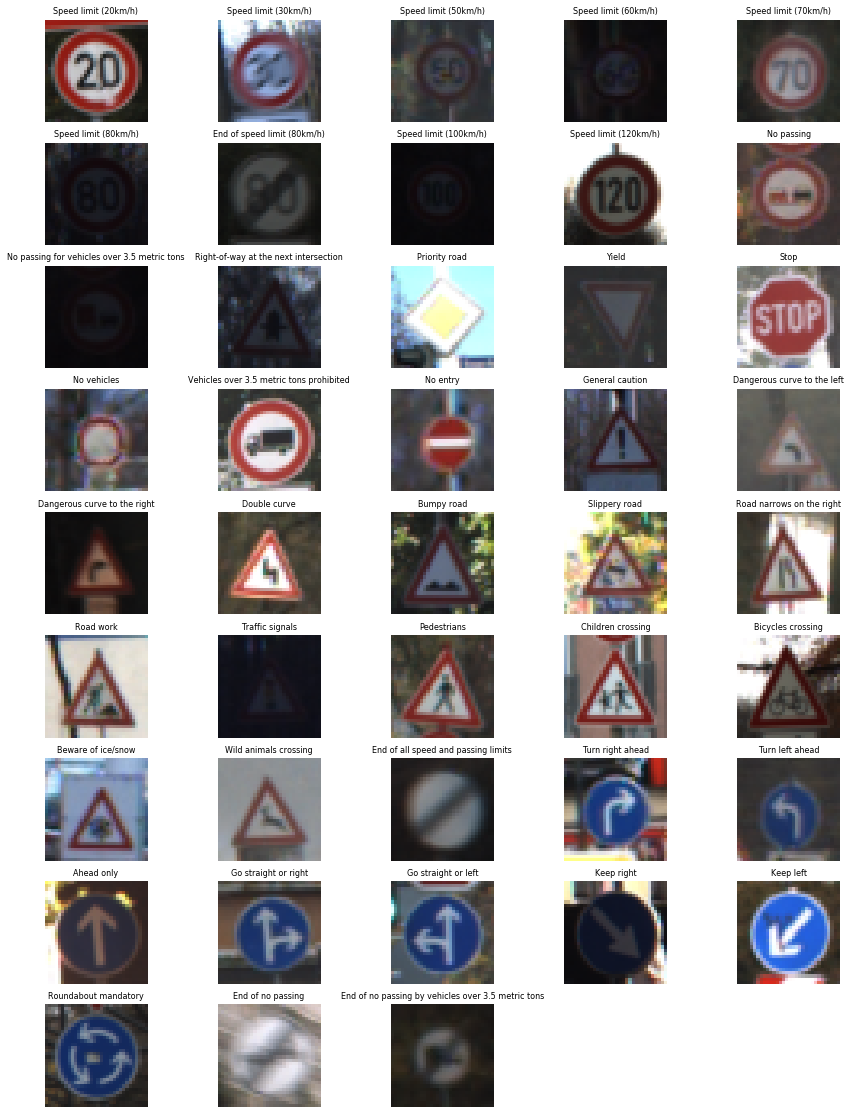 Speed limit (20km/h) Speed limit (30km/h) Speed limit (50km/h) Speed limit (60km/h) Speed limit (70km/h)
20 50 60 70
Speed limit (80km/h) End of speed limit (80km/h) Speed limit (100km/h) Speed limit (120km/h) No passing
80 80 100 120
No passing for vehicles over 3.5 metric tons Right-of-way at the next intersection Priority road Yield Stop
STOP
No vehicles Vehicles over 3.5 metric tons prohibited No entry General caution Dangerous curve to the left
Dangerous curve to the right Double curve Bumpy road Slippery road Road narrows on the right
Road work Traffic signals Pedestrians Children crossing Bicycles crossing
Beware of ice/snow Wild animals crossing End of all speed and passing limits Turn right ahead Turn left ahead
Ahead only Go straight or right Go straight or left Keep right Keep left
Roundabout mandatory End of no passing End of no passing by vehicles over 3.5 metric tons